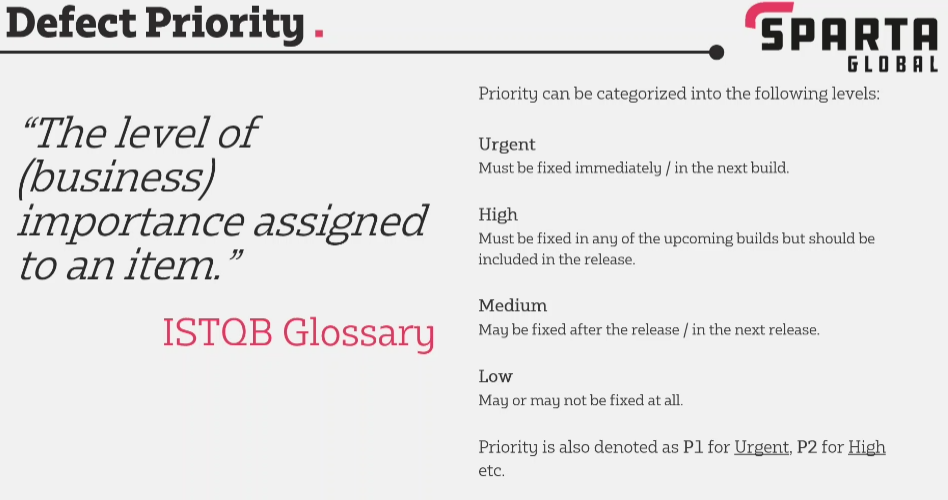 Defect Priority .
SPARTA
GLOBAL
“The level of
(business)
importance assigned
to an item.”
ISTQB Glossary
Priority can be categorized into the following levels:
Urgent
Must be fixed immediately / in the next build.
High
Must be fixed in any of the upcoming builds but should be
included in the release.
Medium
May be fixed after the release / in the next release.
Low
May or may not be fixed at all.
Priority is also denoted as P1 for Urgent, P2 for High
etc.